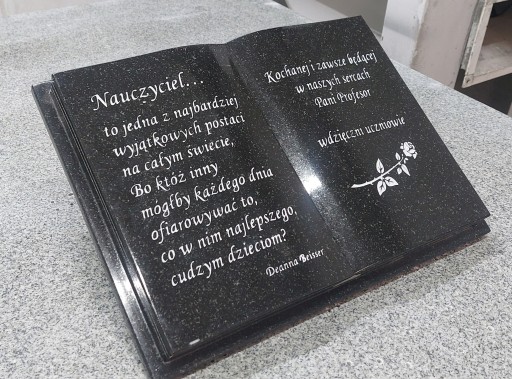 Nauczyciel...
to jedna z najbardziej
wyjątkowych postaci
na całym świecie,
Bo któż inny
mógłby każdego dnia
ofiarowywać to,
co w nim najlepszego,
cudzym dzieciom?
Deanna Beisser
Kochanej i zawsze będącej
w naszych sercach
Pani Profesor
wdzięczni uczniowie